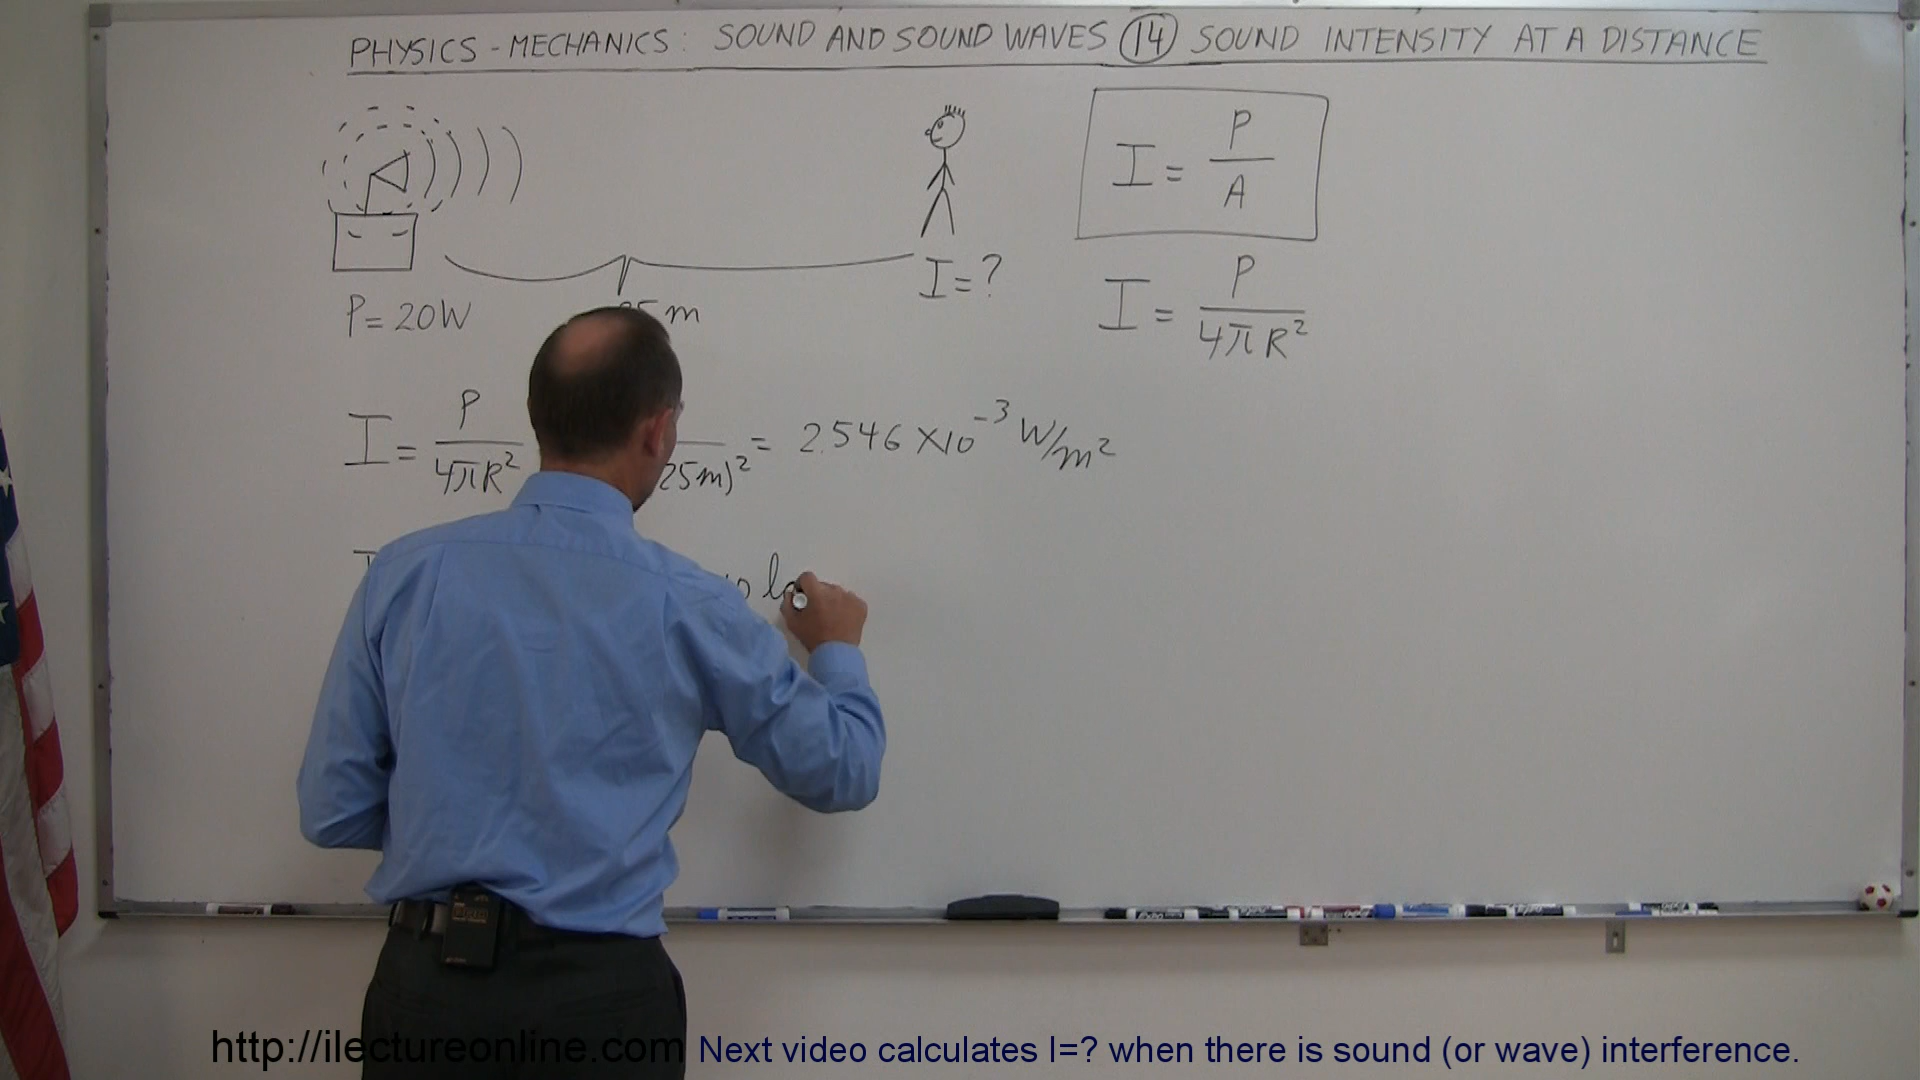 PHYSICS - MECHANICS: SOUND AND SOUND WAVES (14) SOUND INTENSITY AT A DISTANCE
I = P/A
I = ?
I = P/4πR²
P = 20W
m
I = P/4πR²
25m)² = 2.546 × 10⁻³ W/m²
http://ilectureonline.com Next video calculates I=? when there is sound (or wave) interference.